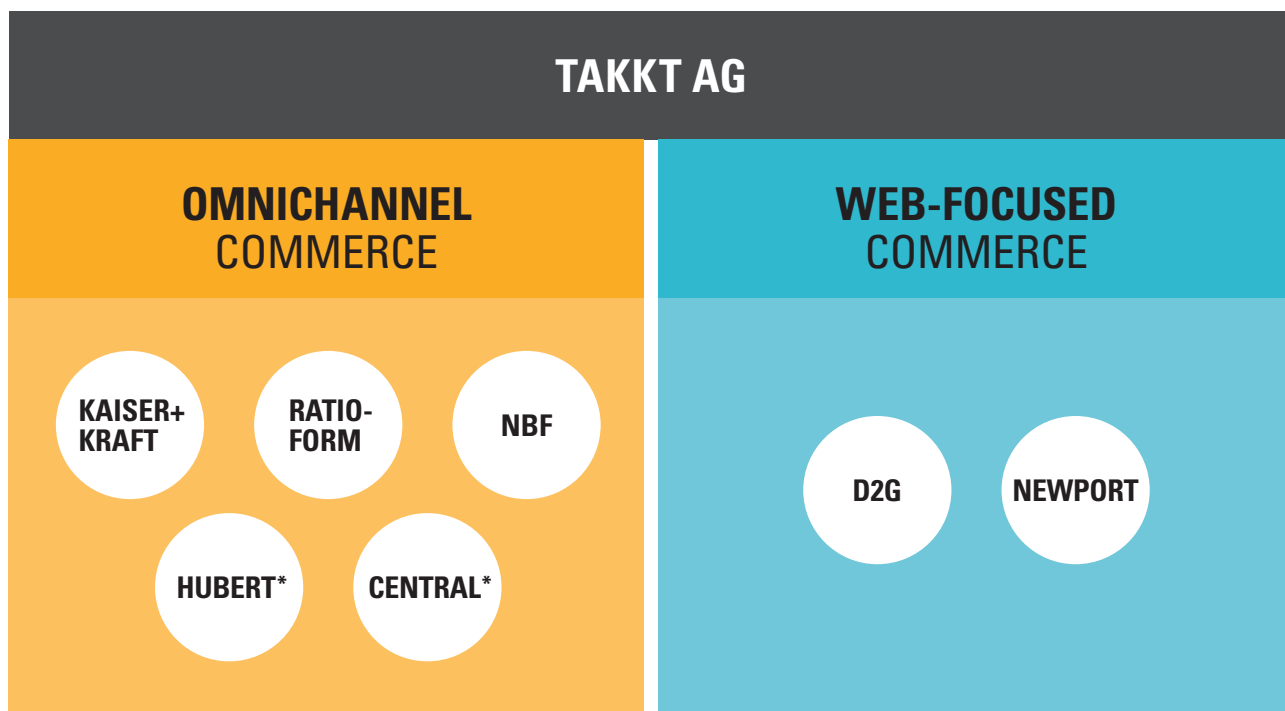 TAKKT AG
OMNICHANNEL
COMMERCE
KAISER+
KRAFT
RATIO-
FORM
NBF
HUBERT*
CENTRAL*
WEB-FOCUSED
COMMERCE
D2G
NEWPORT